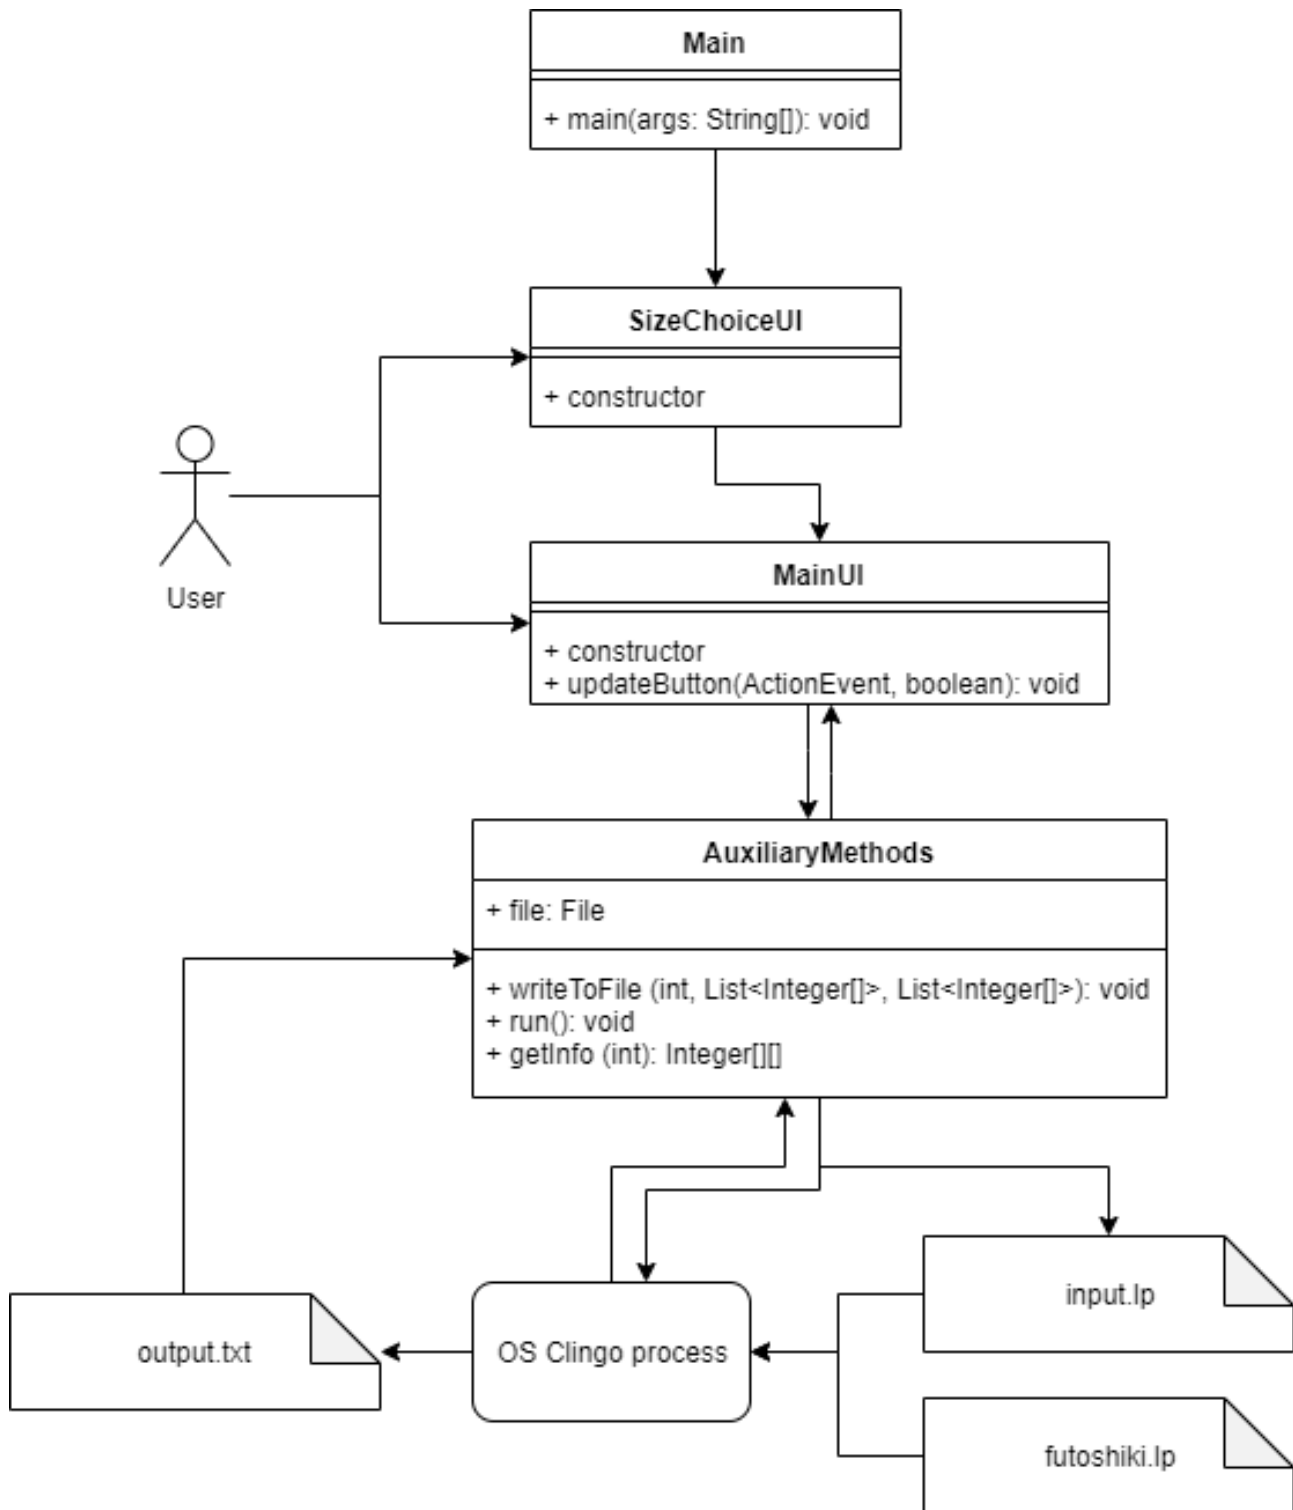 Main
+ main(args: String[]): void
SizeChoiceUI
+ constructor
User
MainUI
+ constructor
+ updateButton(ActionEvent, boolean): void
AuxiliaryMethods
+ file: File
+ writeToFile (int, List<Integer[]>, List<Integer[]>): void
+ run(): void
+ getInfo (int): Integer[][]
input.lp
output.txt
OS Clingo process
futoshiki.lp